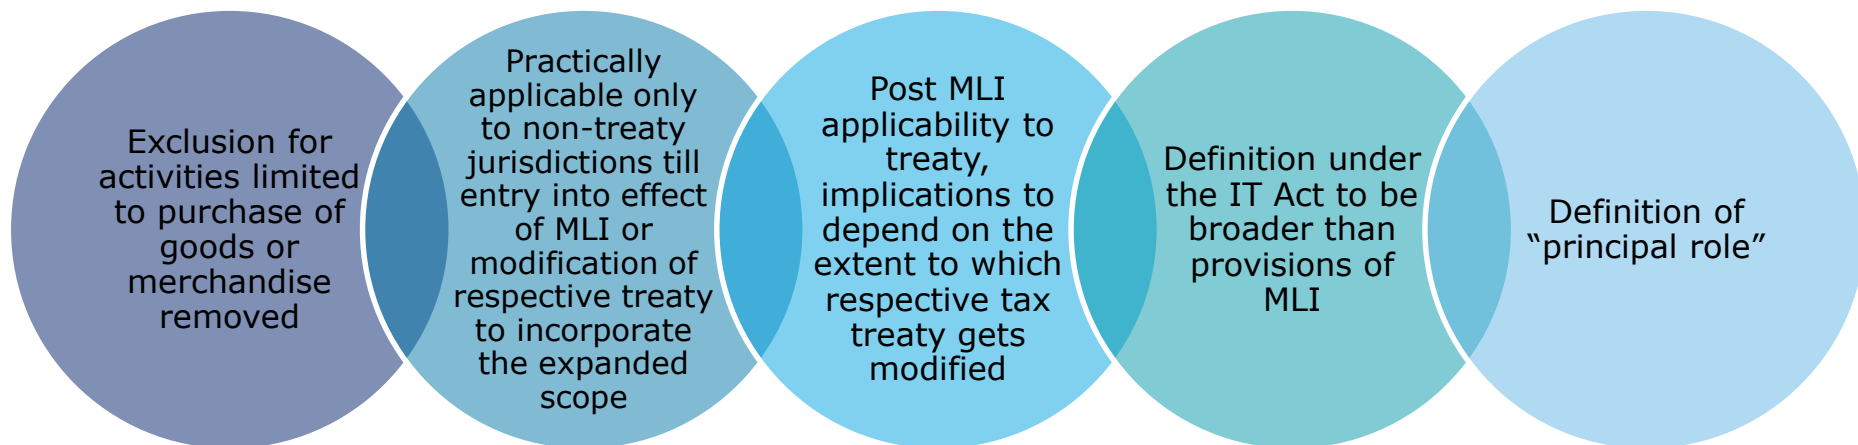 Exclusion for
activities limited
to purchase of
goods or
merchandise
removed
Practically
applicable only
to non-treaty
jurisdictions till
entry into effect
of MLI or
modification of
respective treaty
to incorporate
the expanded
scope
Post MLI
applicability to
treaty,
implications to
depend on the
extent to which
respective tax
treaty gets
modified
Definition under
the IT Act to be
broader than
provisions of
MLI
Definition of
“principal role”